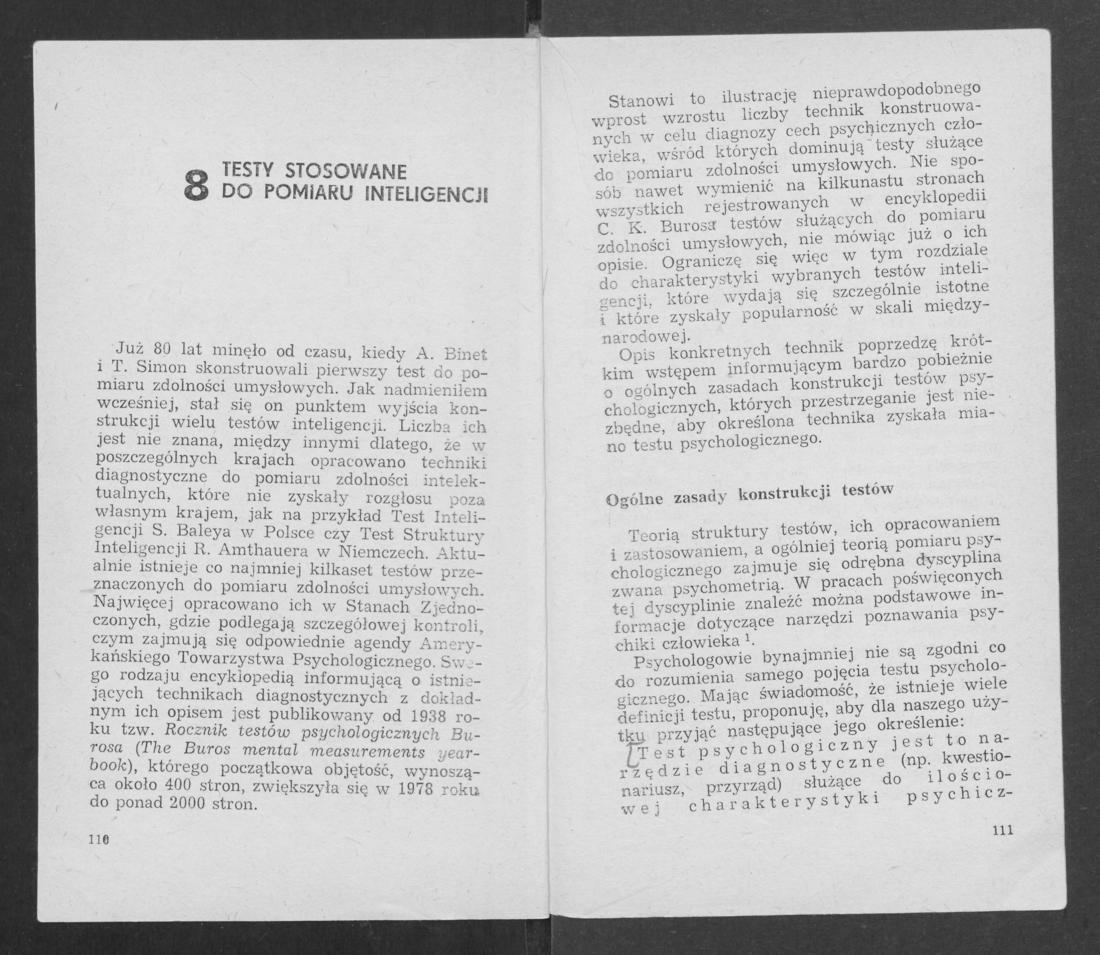 8 TESTY STOSOWANE
DO POMIARU INTELIGENCJI
Już 80 lat minęło od czasu, kiedy A. Binet
i T. Simon skonstruowali pierwszy test do po-
miaru zdolności umysłowych. Jak nadmieniłem
wcześniej, stał się on punktem wyjścia kon-
strukcji wielu testów inteligencji. Liczba ich
jest nie znana, między innymi dlatego, że w
poszczególnych krajach opracowano techniki
diagnostyczne do pomiaru zdolności intelek-
tualnych, które nie zyskały rozgłosu poza
własnym krajem, jak na przykład Test Inteli-
gencji S. Baleya w Polsce czy Test Struktury
Inteligencji R. Amthauera w Niemczech. Aktu-
alnie istnieje co najmniej kilkaset testów prze-
znaczonych do pomiaru zdolności umysłowych.
Najwięcej opracowano ich w Stanach Zjedno-
czonych, gdzie podlegają szczegółowej kontroli,
czym zajmują się odpowiednie agendy Amery-
kańskiego Towarzystwa Psychologicznego. Swe-
go rodzaju encyklopedią informującą o istnie-
jących technikach diagnostycznych z dokład-
nym ich opisem jest publikowany od 1938 ro-
ku tzw. Rocznik testów psychologicznych Bu-
rosa (The Buros mental measurements year-
book), którego początkowa objętość, wynoszą-
ca około 400 stron, zwiększyła się w 1978 roku
do ponad 2000 stron.
110
Stanowi to ilustrację nieprawdopodobnego
wprost wzrostu liczby technik konstruowa-
nych w celu diagnozy cech psychicznych czło-
wieka, wśród których dominują testy służące
do pomiaru zdolności umysłowych. Nie spo-
sób nawet wymienić na kilkunastu stronach
wszystkich rejestrowanych w encyklopedii
C. K. Burosa testów służących do pomiaru
zdolności umysłowych, nie mówiąc już o ich
opisie. Ograniczę się więc w tym rozdziale
do charakterystyki wybranych testów inteli-
gencji, które wydają się szczególnie istotne
i które zyskały popularność w skali między-
narodowej.
Opis konkretnych technik poprzedzę krót-
kim wstępem informującym bardzo pobieżnie
o ogólnych zasadach konstrukcji testów psy-
chologicznych, których przestrzeganie jest nie-
zbędne, aby określona technika zyskała mia-
no testu psychologicznego.
Ogólne zasady konstrukcji testów
Teorią struktury testów, ich opracowaniem
i zastosowaniem, a ogólniej teorią pomiaru psy-
chologicznego zajmuje się odrębna dyscyplina
zwana psychometrią. W pracach poświęconych
tej dyscyplinie znaleźć można podstawowe in-
formacje dotyczące narzędzi poznawania psy-
chiki człowieka ¹.
Psychologowie bynajmniej nie są zgodni co
do rozumienia samego pojęcia testu psycholo-
gicznego. Mając świadomość, że istnieje wiele
definicji testu, proponuję, aby dla naszego uży-
tku przyjąć następujące jego określenie:
Test psychologiczny jest to na-
rzędzie diagnostyczne (np. kwestio-
nariusz, przyrząd) służące do ilościo-
wej charakterystyki psychicz-
111